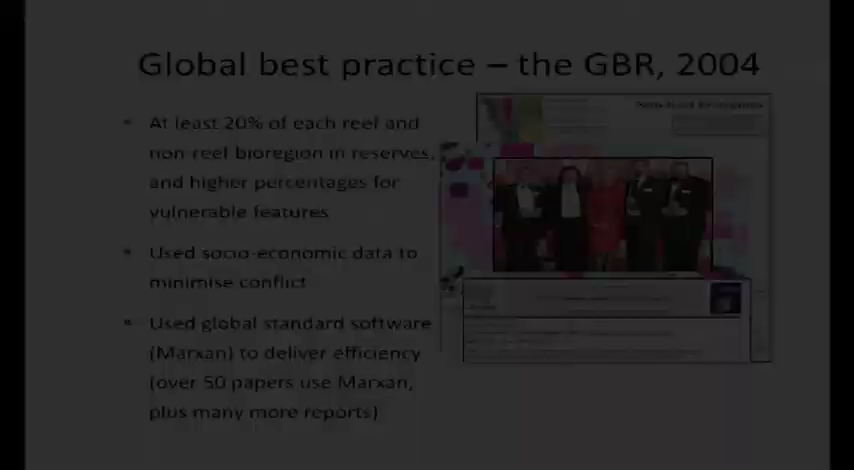 Global best practice – the GBR, 2004
• At least 20% of each reef and
non-reef bioregion in reserves,
and higher percentages for
vulnerable features
• Used socio-economic data to
minimise conflict
• Used global standard software
(Marxan) to deliver efficiency
(over 50 papers use Marxan,
plus many more reports)